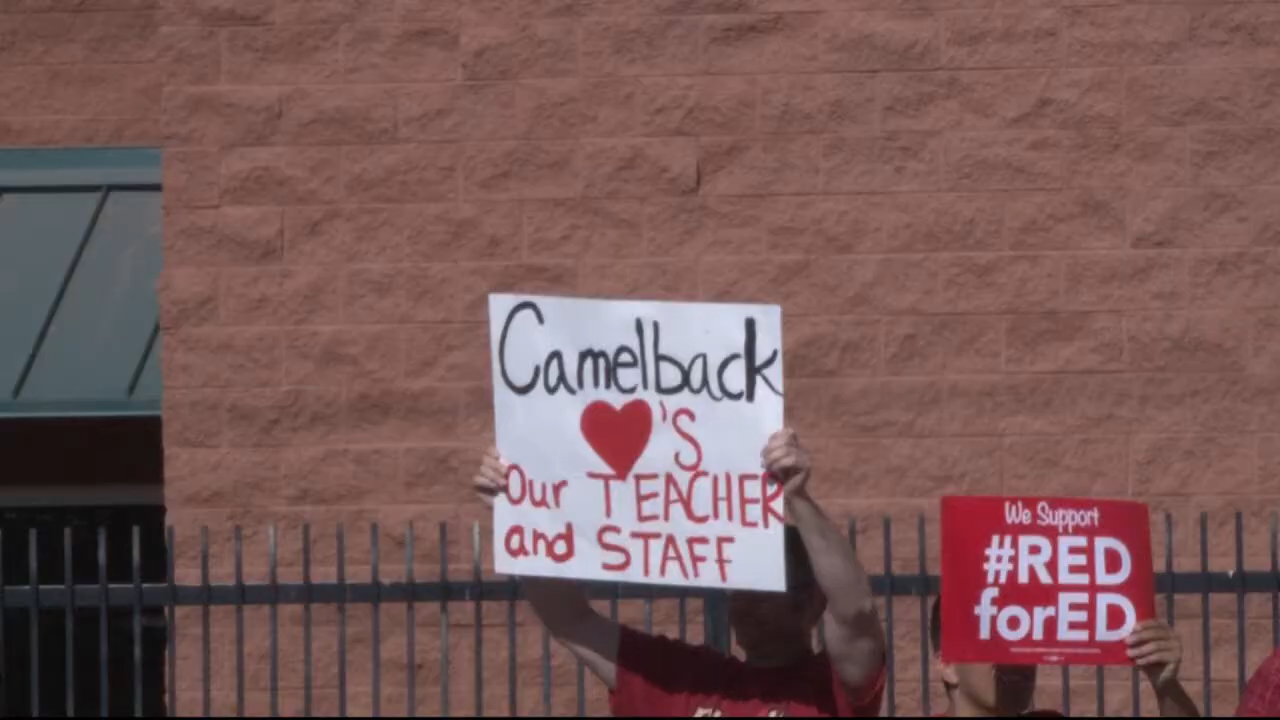 Camelback
♥'S
Our TEACHER
and STAFF
We Support
#RED
forED